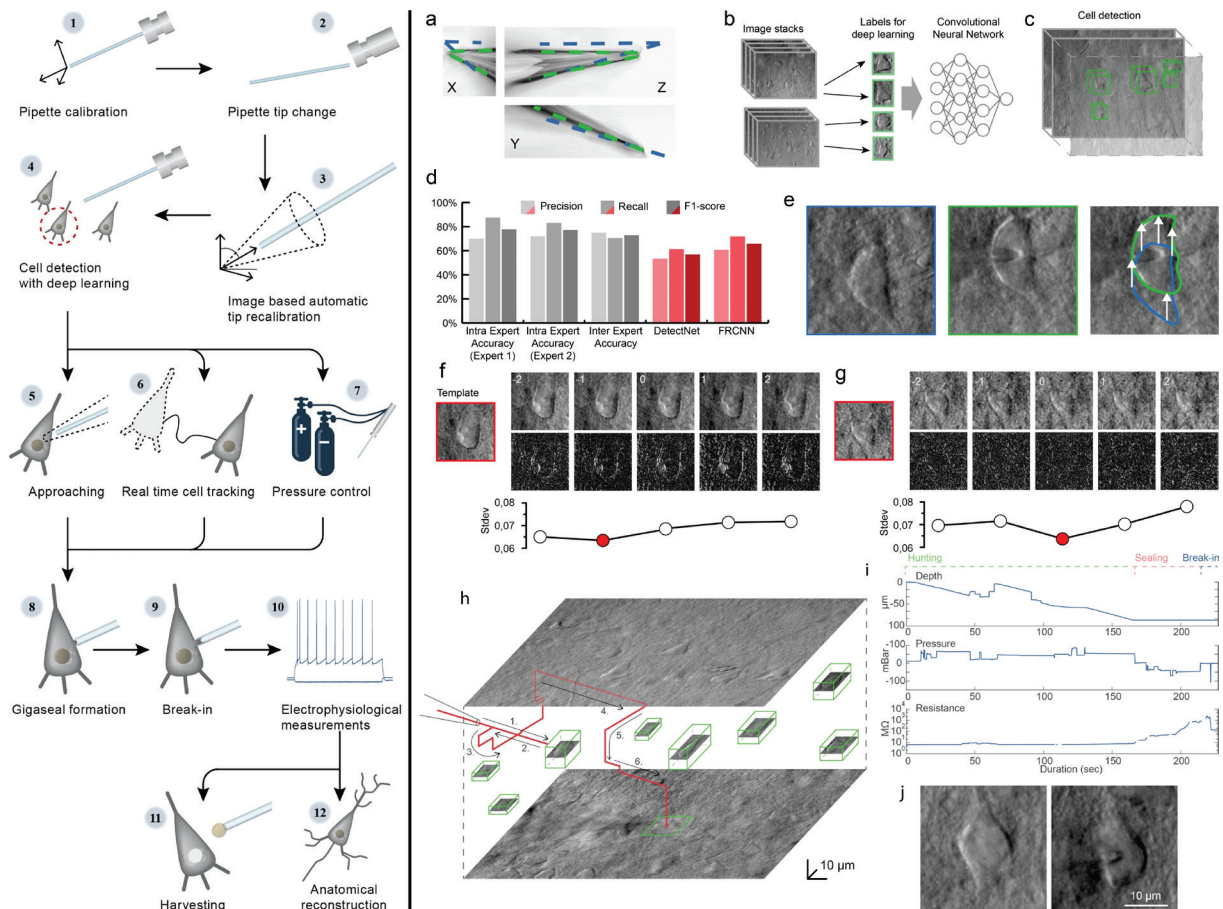 1
2
Pipette calibration
Pipette tip change
4
3
Cell detection
with deep learning
Image based automatic
tip recalibration
5
6
7
+
−
Approaching
Real time cell tracking
Pressure control
8
9
10
Gigaseal formation
Break-in
Electrophysiological
measurements
11
12
Harvesting
Anatomical
reconstruction
a
X
Z
Y
b
Image stacks
Labels for
deep learning
Convolutional
Neural Network
c
Cell detection
d
Precision
Recall
F1-score
100%
80%
60%
40%
20%
0%
Intra Expert
Accuracy
(Expert 1)
Intra Expert
Accuracy
(Expert 2)
Inter Expert
Accuracy
DetectNet
FRCNN
e
f
Template
-2
-1
0
1
2
Stdev
0,08
0,07
0,06
g
-2
-1
0
1
2
Stdev
0,08
0,07
0,06
h
1.
2.
3.
4.
5.
6.
10 µm
i
Hunting
Sealing
Break-in
Depth
µm
0
-50
-100
0
50
100
150
200
Pressure
mBar
-100
0
100
0
50
100
150
200
Resistance
MΩ
10⁴
10³
10²
10¹
10⁰
0
50
100
150
200
Duration (sec)
j
10 µm